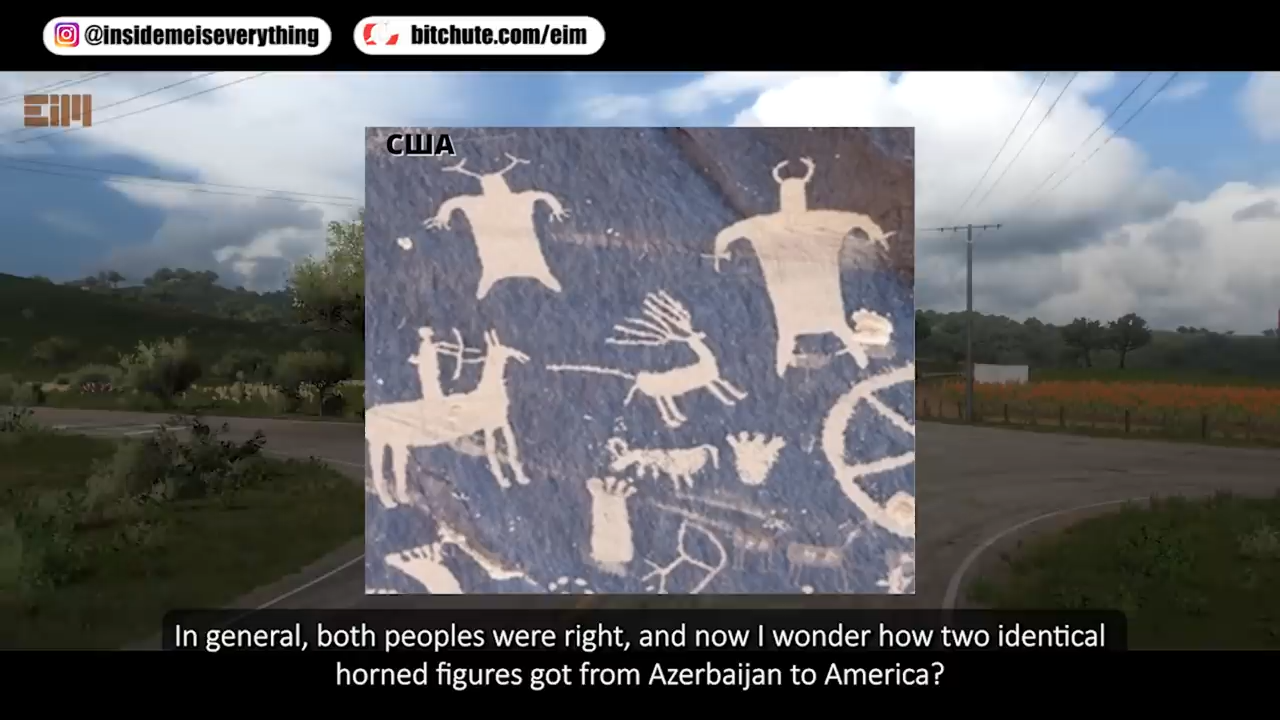 @insidemeiseverything
bitchute.com/eim
EIM
США
In general, both peoples were right, and now I wonder how two identical
horned figures got from Azerbaijan to America?